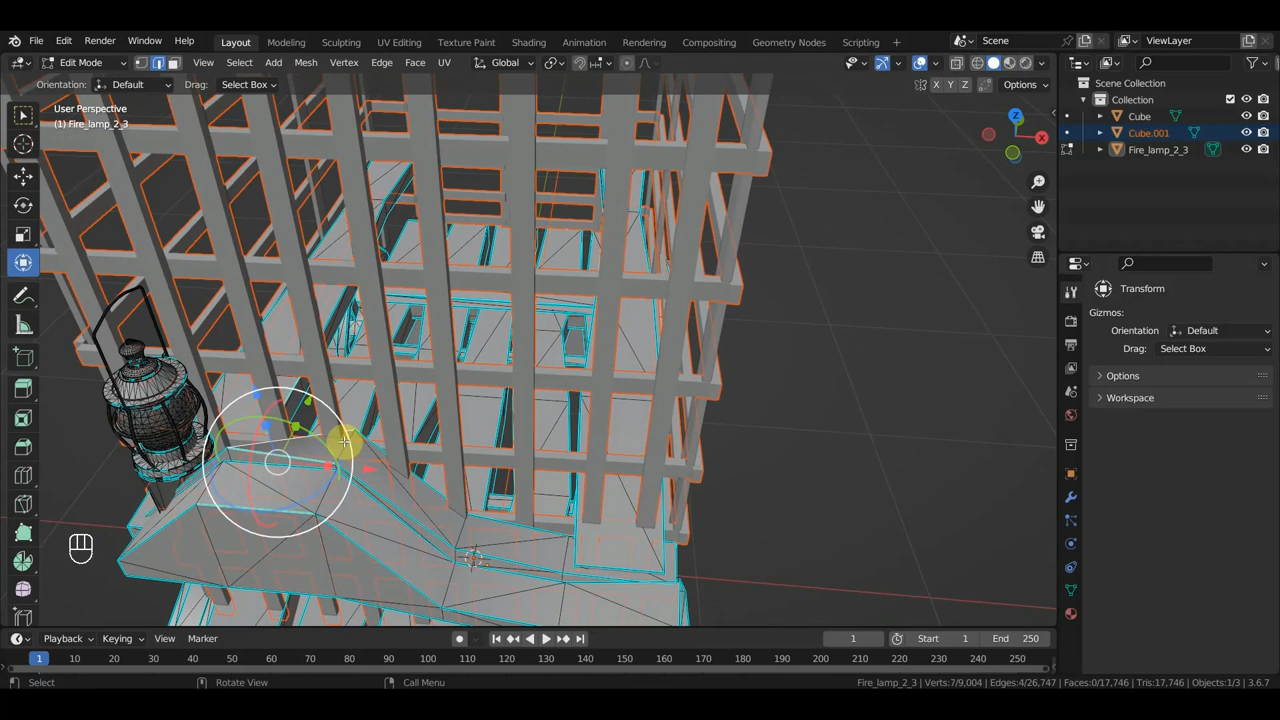 File Edit Render Window Help Layout Modeling Sculpting UV Editing Texture Paint Shading Animation Rendering Compositing Geometry Nodes Scripting + Scene ViewLayer
Edit Mode View Select Add Mesh Vertex Edge Face UV Global
Orientation: Default Drag: Select Box X Y Z Options
User Perspective
(1) Fire_lamp_2_3
Z
X
Scene Collection
Collection
Cube
Cube.001
Fire_lamp_2_3
Transform
Gizmos:
Orientation Default
Drag: Select Box
Options
Workspace
Playback Keying View Marker 1 Start 1 End 250
1 10 20 30 40 50 60 70 80 90 100 110 120 130 140 150 160 170 180 190 200 210 220 230 240 250
Select Rotate View Call Menu Fire_lamp_2_3 | Verts:7/9,004 | Edges:4/26,747 | Faces:0/17,746 | Tris:17,746 | Objects:1/3 | 3.6.7